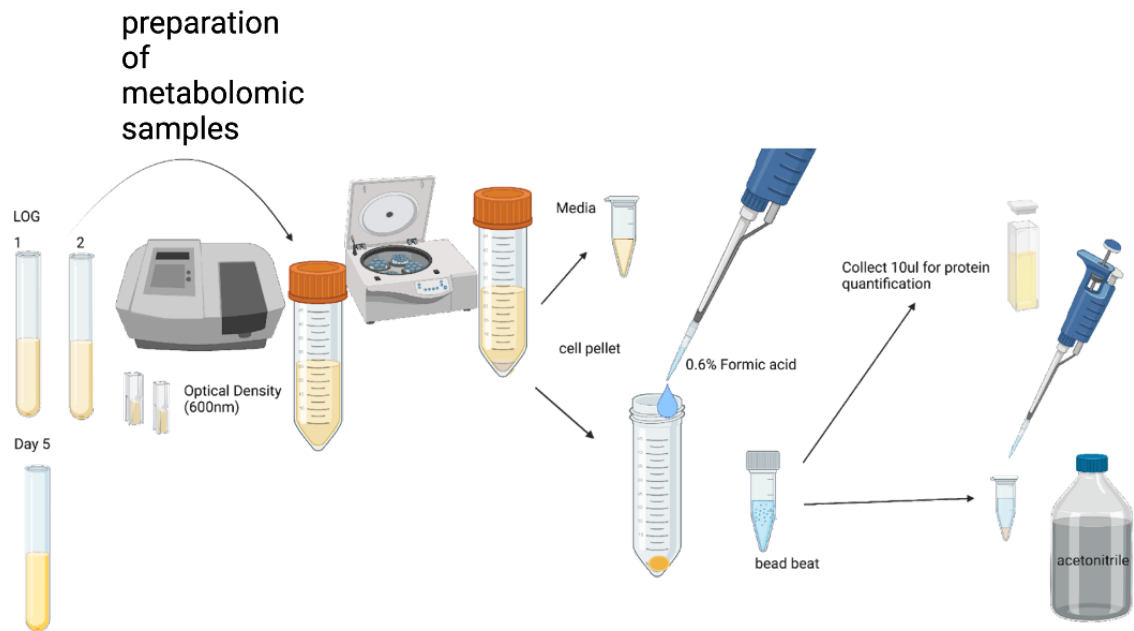 preparation
of
metabolomic
samples
LOG
1
2
Optical Density
(600nm)
Day 5
Media
cell pellet
0.6% Formic acid
bead beat
Collect 10ul for protein
quantification
acetonitrile